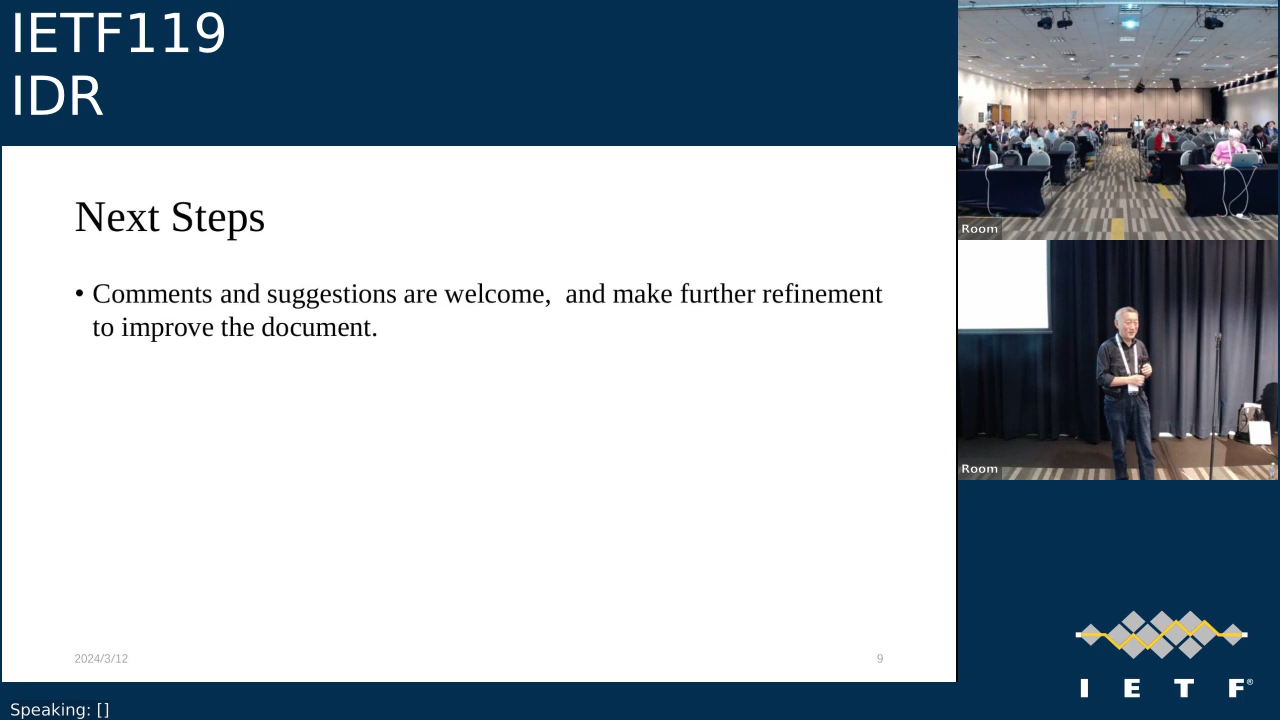 IETF119
IDR
Next Steps
• Comments and suggestions are welcome,  and make further refinement
to improve the document.
2024/3/12
9
Room
Room
I E T F®
Speaking: []